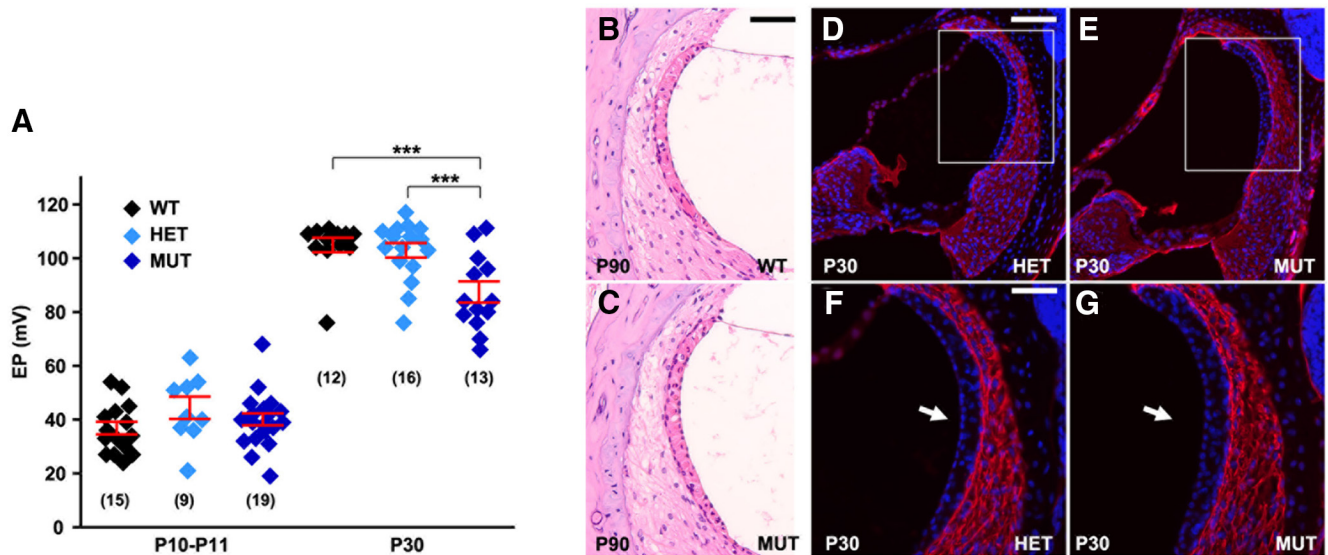 A
EP (mV)
120
100
80
60
40
20
0
WT
HET
MUT
***
***
(15)
(9)
(19)
(12)
(16)
(13)
P10-P11
P30
B
P90
WT
C
P90
MUT
D
P30
HET
E
P30
MUT
F
P30
HET
G
P30
MUT